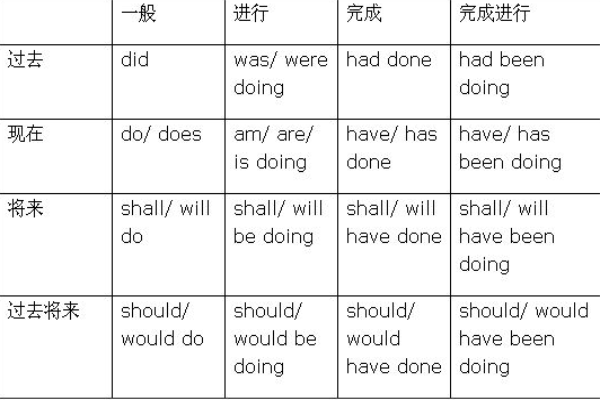 一般 进行 完成 完成进行
过去 did was/ were had done had been
doing doing
现在 do/ does am/ are/ have/ has have/ has
is doing done been doing
将来 shall/ will shall/ will shall/ will shall/ will
do be doing have done have been
doing
过去将来 should/ should/ should/ should/ would
would do would be would have been
doing have done doing